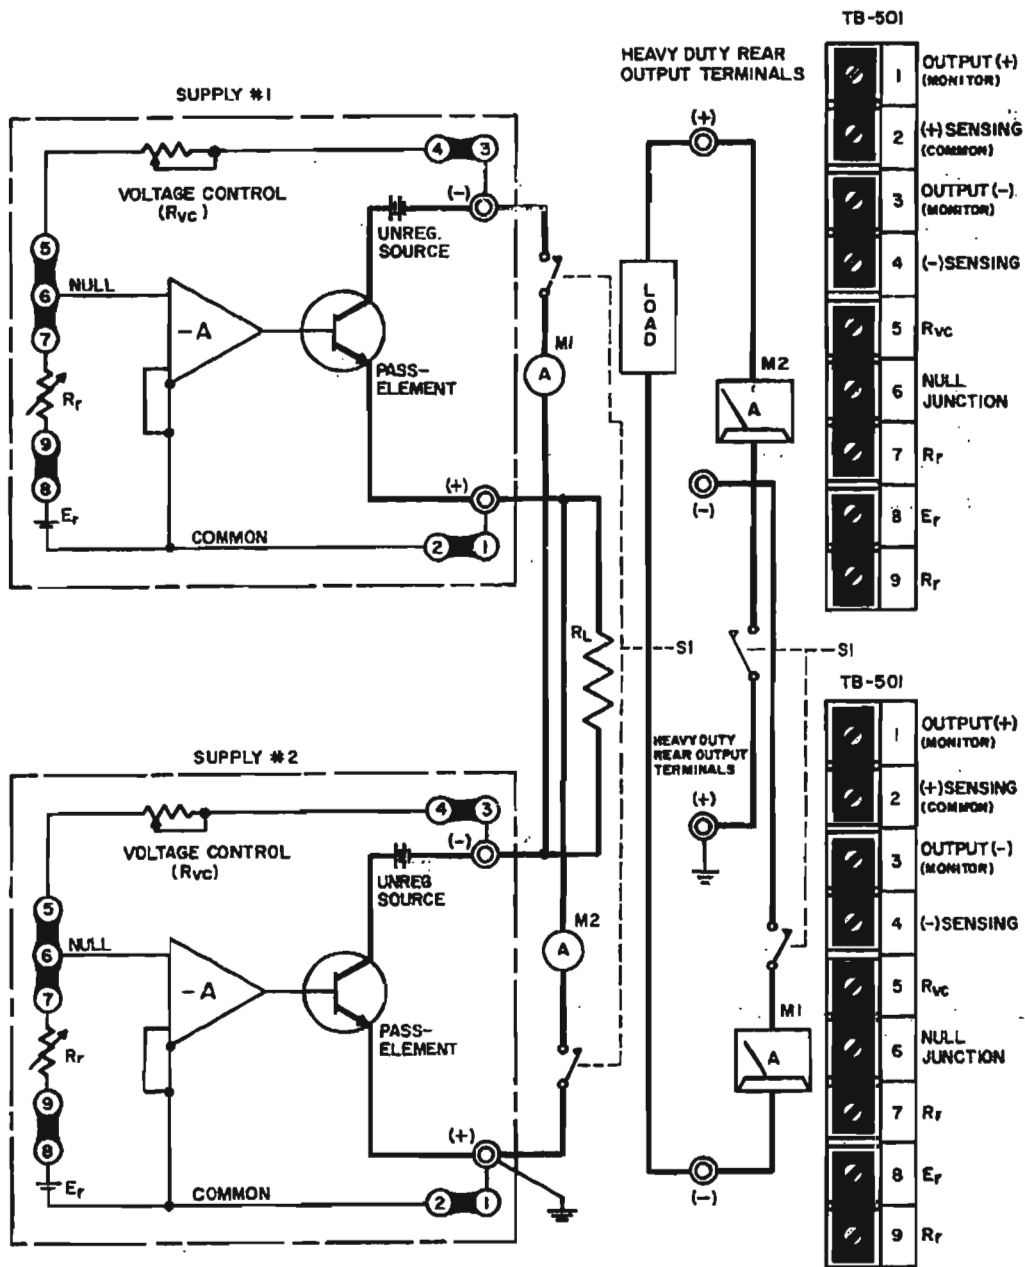 TB-501
HEAVY DUTY REAR
OUTPUT TERMINALS
SUPPLY #1
4 3
VOLTAGE CONTROL
(RVC)
(-)
UNREG.
SOURCE
5
6
7
NULL
-A
PASS-
ELEMENT
Rr
9
8
Er
COMMON
(+)
2 1
M1
A
RL
S1
(+)
LOAD
M2
A
(-)
S1
1 OUTPUT (+)
(MONITOR)
2 (+) SENSING
(COMMON)
3 OUTPUT (-)
(MONITOR)
4 (-) SENSING
5 RVC
6 NULL
JUNCTION
7 Rr
8 Er
9 Rr
SUPPLY #2
4 3
VOLTAGE CONTROL
(RVC)
(-)
UNREG
SOURCE
5
6
7
NULL
-A
PASS-
ELEMENT
Rr
9
8
Er
COMMON
(+)
2 1
M2
A
HEAVY DUTY
REAR OUTPUT
TERMINALS
(+)
M1
A
(-)
TB-501
1 OUTPUT (+)
(MONITOR)
2 (+) SENSING
(COMMON)
3 OUTPUT (-)
(MONITOR)
4 (-) SENSING
5 RVC
6 NULL
JUNCTION
7 Rr
8 Er
9 Rr